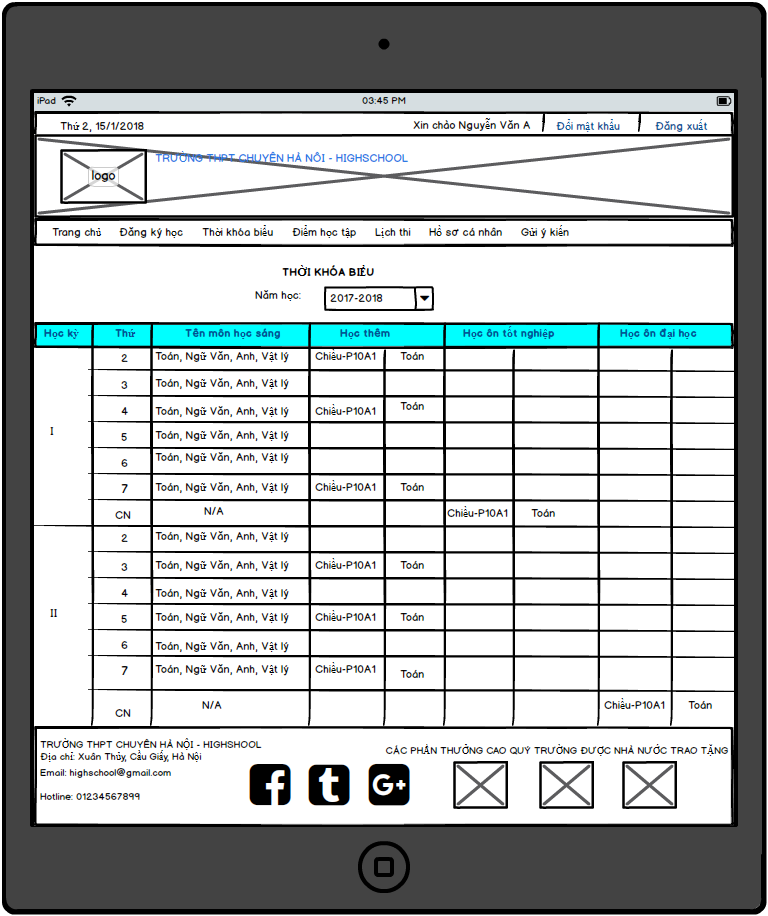 iPad 03:45 PM
Thứ 2, 15/1/2018 Xin chào Nguyễn Văn A Đổi mật khẩu Đăng xuất
TRƯỜNG THPT CHUYÊN HÀ NỘI - HIGHSCHOOL
logo
Trang chủ Đăng ký học Thời khóa biểu Điểm học tập Lịch thi Hồ sơ cá nhân Gửi ý kiến
THỜI KHÓA BIỂU
Năm học: 2017-2018
Học kỳ Thứ Tên môn học sáng Học thêm Học ôn tốt nghiệp Học ôn đại học
2 Toán, Ngữ Văn, Anh, Vật lý Chiều-P10A1 Toán
3 Toán, Ngữ Văn, Anh, Vật lý
4 Toán, Ngữ Văn, Anh, Vật lý Chiều-P10A1 Toán
I
5 Toán, Ngữ Văn, Anh, Vật lý
6 Toán, Ngữ Văn, Anh, Vật lý
7 Toán, Ngữ Văn, Anh, Vật lý Chiều-P10A1 Toán
CN N/A Chiều-P10A1 Toán
2 Toán, Ngữ Văn, Anh, Vật lý
3 Toán, Ngữ Văn, Anh, Vật lý Chiều-P10A1 Toán
4 Toán, Ngữ Văn, Anh, Vật lý
II
5 Toán, Ngữ Văn, Anh, Vật lý Chiều-P10A1 Toán
6 Toán, Ngữ Văn, Anh, Vật lý
7 Toán, Ngữ Văn, Anh, Vật lý Chiều-P10A1 Toán
CN N/A Chiều-P10A1 Toán
TRƯỜNG THPT CHUYÊN HÀ NỘI - HIGHSHOOL
Địa chỉ: Xuân Thủy, Cầu Giấy, Hà Nội
Email: highschool@gmail.com
Hotline: 01234567899
f t G+
CÁC PHẦN THƯỞNG CAO QUÝ TRƯỜNG ĐƯỢC NHÀ NƯỚC TRAO TẶNG